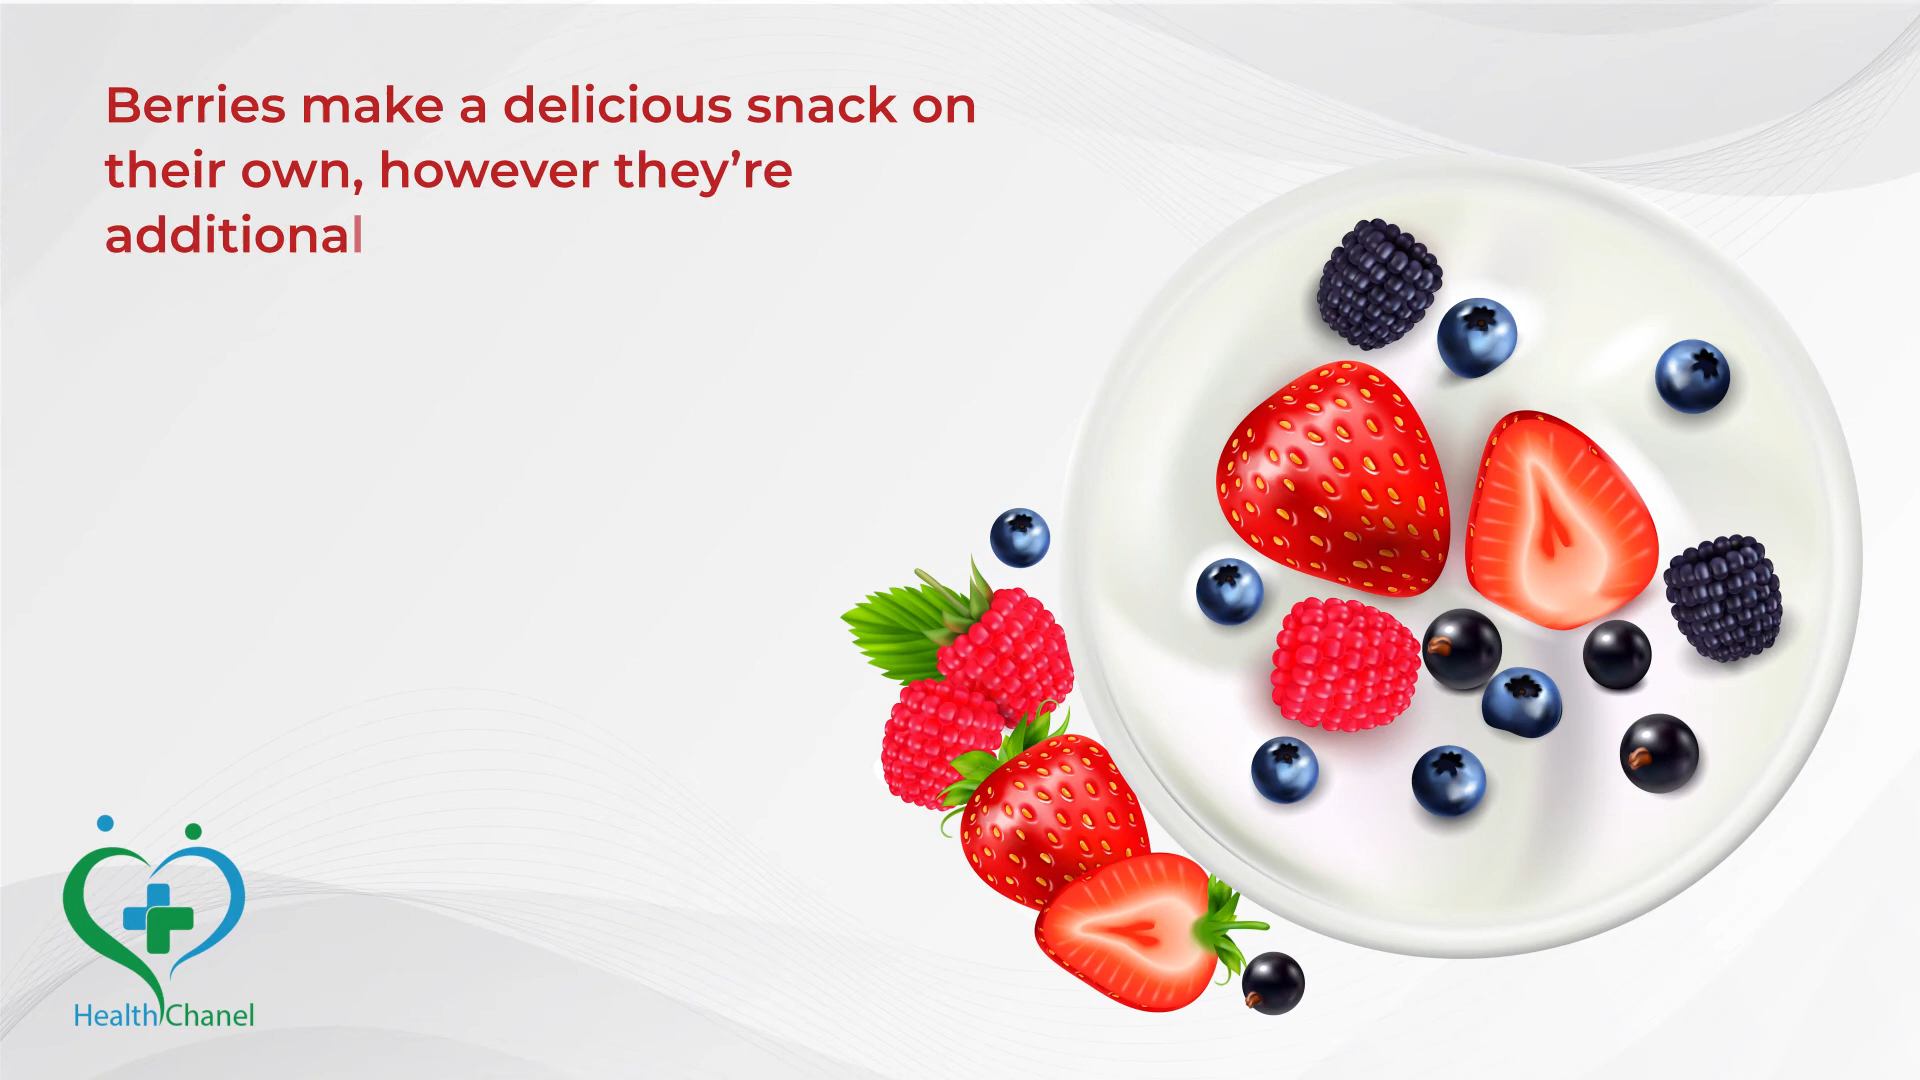 Berries make a delicious snack on
their own, however they’re
additional
Health Chanel